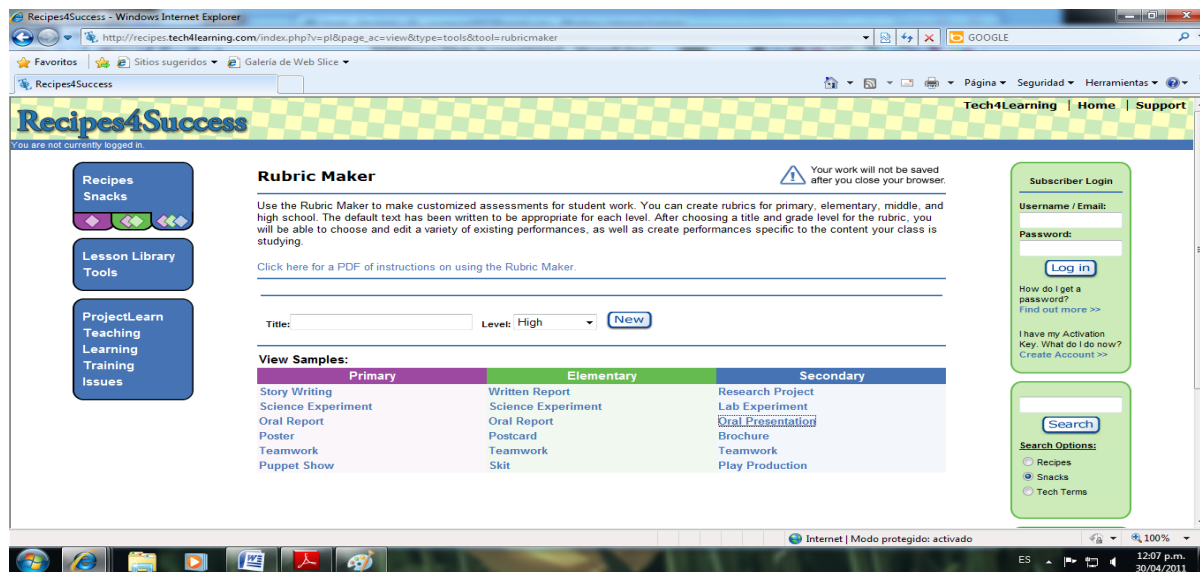 Recipes4Success - Windows Internet Explorer
http://recipes.tech4learning.com/index.php?v=pl&page_ac=view&type=tools&tool=rubricmaker
GOOGLE
Favoritos
Sitios sugeridos
Galería de Web Slice
Recipes4Success
Página
Seguridad
Herramientas
Tech4Learning | Home | Support
Recipes4Success
You are not currently logged in.
Recipes
Snacks
Lesson Library
Tools
ProjectLearn
Teaching
Learning
Training
Issues
Rubric Maker
Your work will not be saved
after you close your browser.
Use the Rubric Maker to make customized assessments for student work. You can create rubrics for primary, elementary, middle, and
high school. The default text has been written to be appropriate for each level. After choosing a title and grade level for the rubric, you
will be able to choose and edit a variety of existing performances, as well as create performances specific to the content your class is
studying.
Click here for a PDF of instructions on using the Rubric Maker.
Title: Level: High New
View Samples:
Primary Elementary Secondary
Story Writing Written Report Research Project
Science Experiment Science Experiment Lab Experiment
Oral Report Oral Report Oral Presentation
Poster Postcard Brochure
Teamwork Teamwork Teamwork
Puppet Show Skit Play Production
Subscriber Login
Username / Email:
Password:
Log in
How do I get a
password?
Find out more >>
I have my Activation
Key. What do I do now?
Create Account >>
Search
Search Options:
Recipes
Snacks
Tech Terms
Internet | Modo protegido: activado
100%
ES
12:07 p.m.
30/04/2011